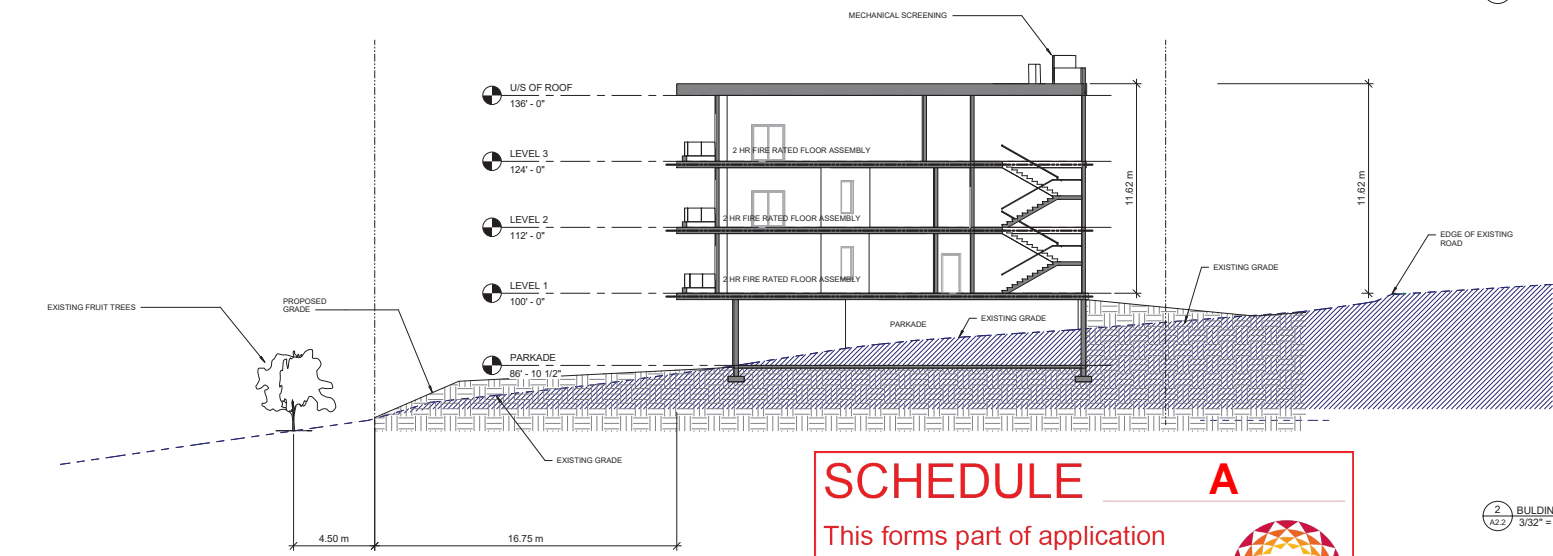 MECHANICAL SCREENING
U/S OF ROOF
136' - 0"
2 HR FIRE RATED FLOOR ASSEMBLY
LEVEL 3
124' - 0"
11.62 m
11.62 m
2 HR FIRE RATED FLOOR ASSEMBLY
LEVEL 2
112' - 0"
EDGE OF EXISTING
ROAD
EXISTING GRADE
2 HR FIRE RATED FLOOR ASSEMBLY
LEVEL 1
100' - 0"
EXISTING FRUIT TREES
PROPOSED
GRADE
PARKADE
EXISTING GRADE
PARKADE
86' - 10 1/2"
EXISTING GRADE
SCHEDULE A
This forms part of application
2
A2.2
BULDIN
3/32" =
4.50 m
16.75 m